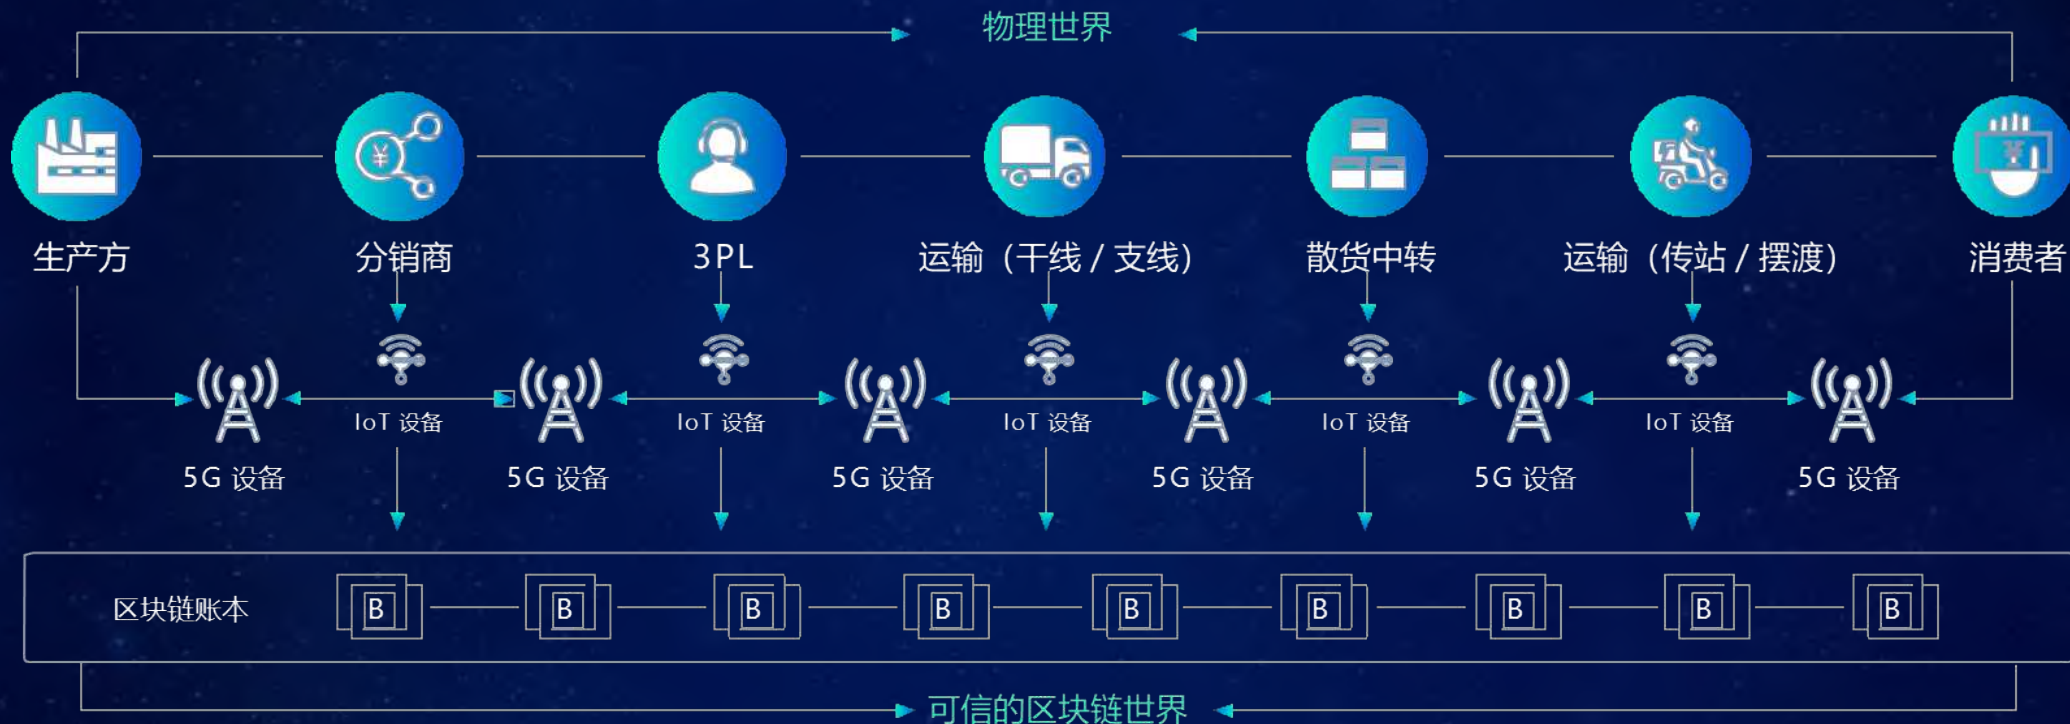 物理世界
¥
¥
生产方
分销商
3PL
运输（干线 / 支线）
散货中转
运输（传站 / 摆渡）
消费者
IoT 设备
IoT 设备
IoT 设备
IoT 设备
IoT 设备
5G 设备
5G 设备
5G 设备
5G 设备
5G 设备
5G 设备
区块链账本
B
B
B
B
B
B
B
B
B
可信的区块链世界